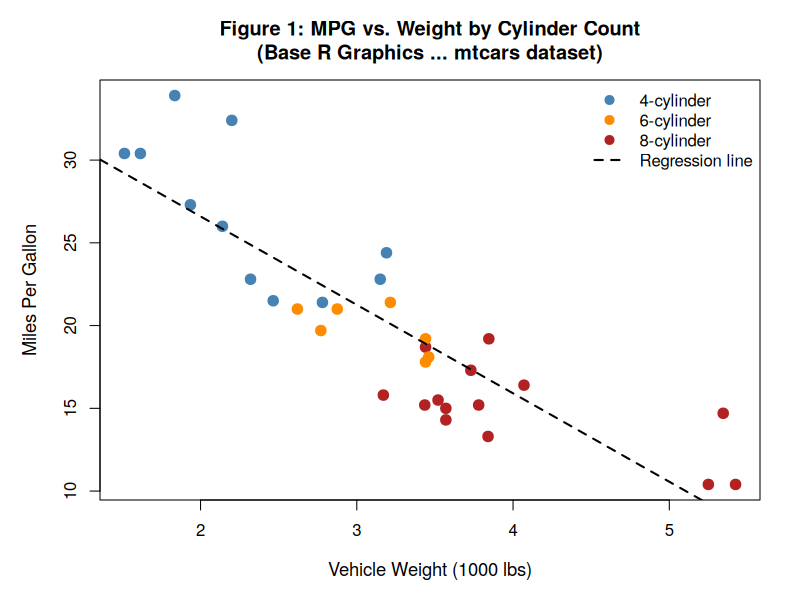 Figure 1: MPG vs. Weight by Cylinder Count
(Base R Graphics ... mtcars dataset)
4-cylinder
6-cylinder
8-cylinder
Regression line
30
25
20
15
10
Miles Per Gallon
2 3 4 5
Vehicle Weight (1000 lbs)